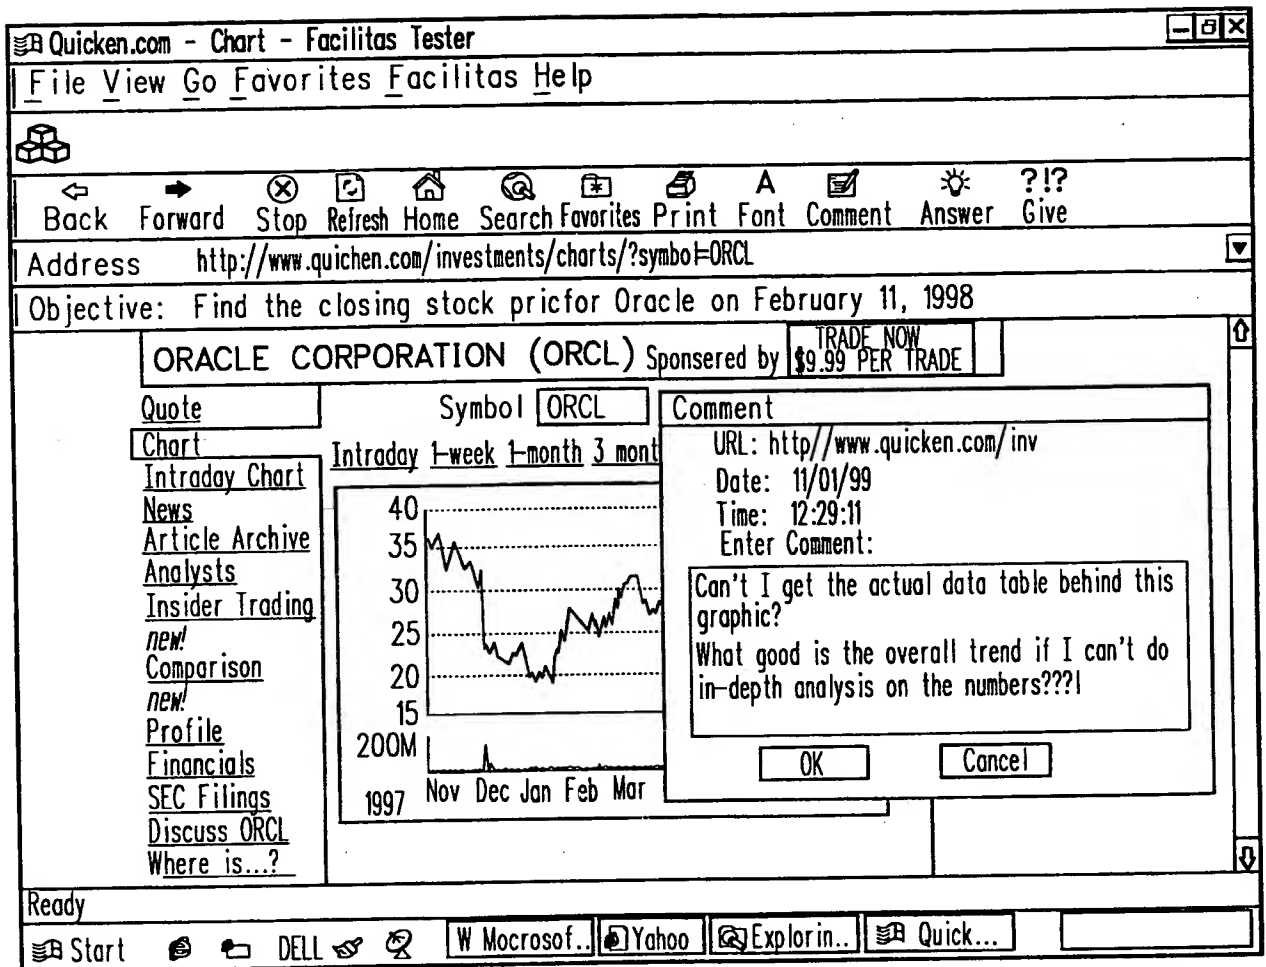 Quicken.com - Chart - Facilitas Tester
File View Go Favorites Facilitas Help
Back Forward Stop Refresh Home Search Favorites Print Font Comment Answer Give
A ?!?
Address http://www.quichen.com/investments/charts/?symbol=ORCL
Objective: Find the closing stock pricfor Oracle on February 11, 1998
ORACLE CORPORATION (ORCL) Sponsered by TRADE NOW
$9.99 PER TRADE
Quote
Chart
Intraday Chart
News
Article Archive
Analysts
Insider Trading
new!
Comparison
new!
Profile
Financials
SEC Filings
Discuss ORCL
Where is...?
Symbol ORCL
Intraday 1-week 1-month 3 mont
40
35
30
25
20
15
200M
1997 Nov Dec Jan Feb Mar
Comment
URL: http//www.quicken.com/inv
Date: 11/01/99
Time: 12:29:11
Enter Comment:
Can't I get the actual data table behind this
graphic?
What good is the overall trend if I can't do
in-depth analysis on the numbers???|
OK Cancel
Ready
Start DELL W Mocrosof.. Yahoo Explorin.. Quick...